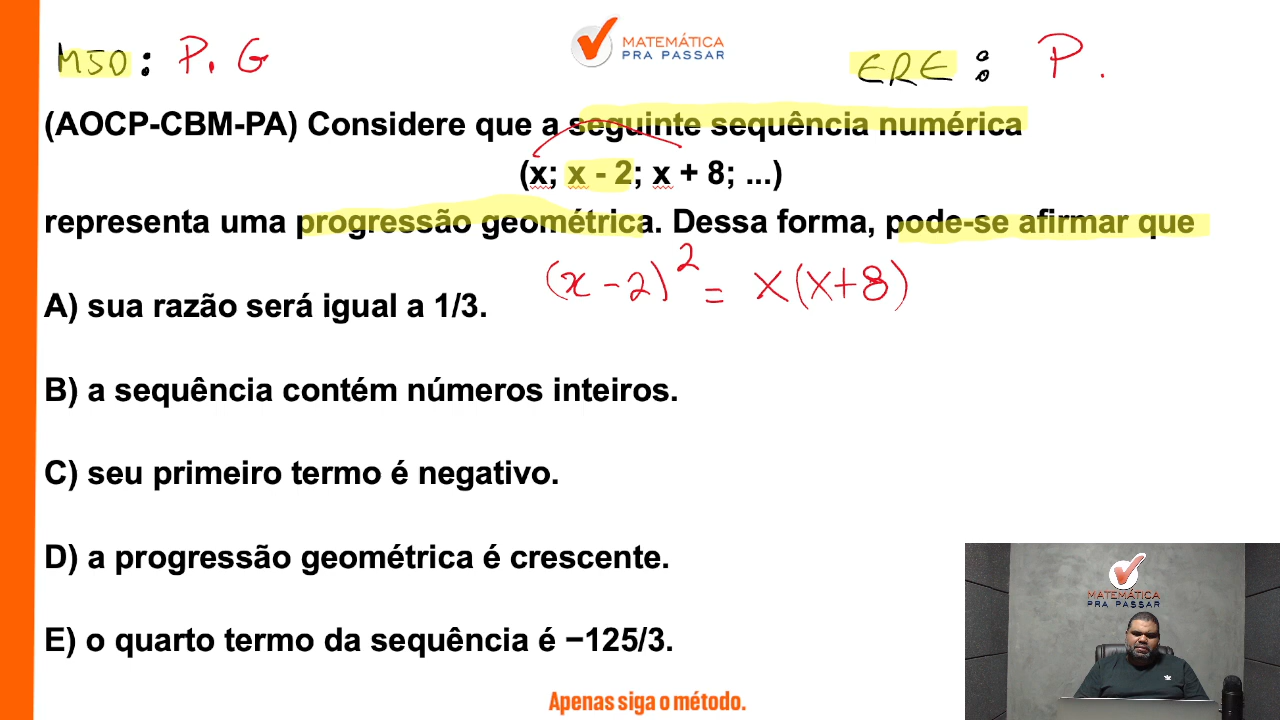 MJD: P.G
MATEMÁTICA
PRA PASSAR
ERE: P.
(AOCP-CBM-PA) Considere que a seguinte sequência numérica
(x; x - 2; x + 8; ...)
representa uma progressão geométrica. Dessa forma, pode-se afirmar que
(x-2)² = x(x+8)
A) sua razão será igual a 1/3.
B) a sequência contém números inteiros.
C) seu primeiro termo é negativo.
D) a progressão geométrica é crescente.
E) o quarto termo da sequência é −125/3.
MATEMÁTICA
PRA PASSAR
Apenas siga o método.